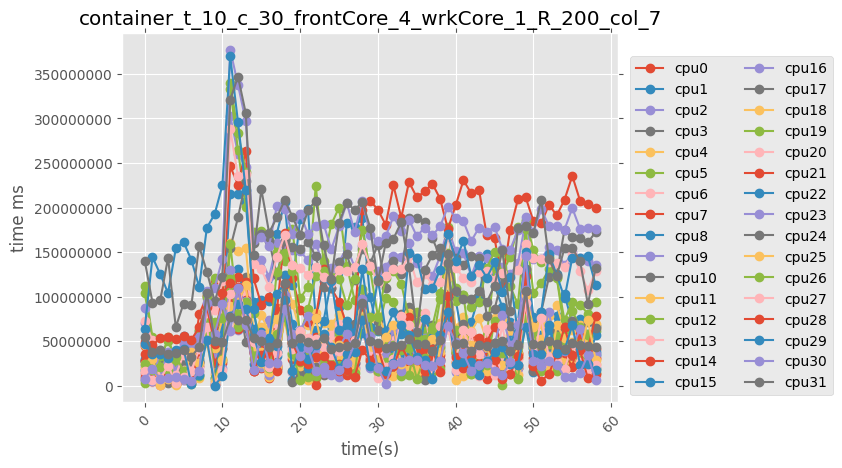 container_t_10_c_30_frontCore_4_wrkCore_1_R_200_col_7
time ms
350000000
300000000
250000000
200000000
150000000
100000000
50000000
0
0
10
20
30
40
50
60
time(s)
cpu0
cpu1
cpu2
cpu3
cpu4
cpu5
cpu6
cpu7
cpu8
cpu9
cpu10
cpu11
cpu12
cpu13
cpu14
cpu15
cpu16
cpu17
cpu18
cpu19
cpu20
cpu21
cpu22
cpu23
cpu24
cpu25
cpu26
cpu27
cpu28
cpu29
cpu30
cpu31